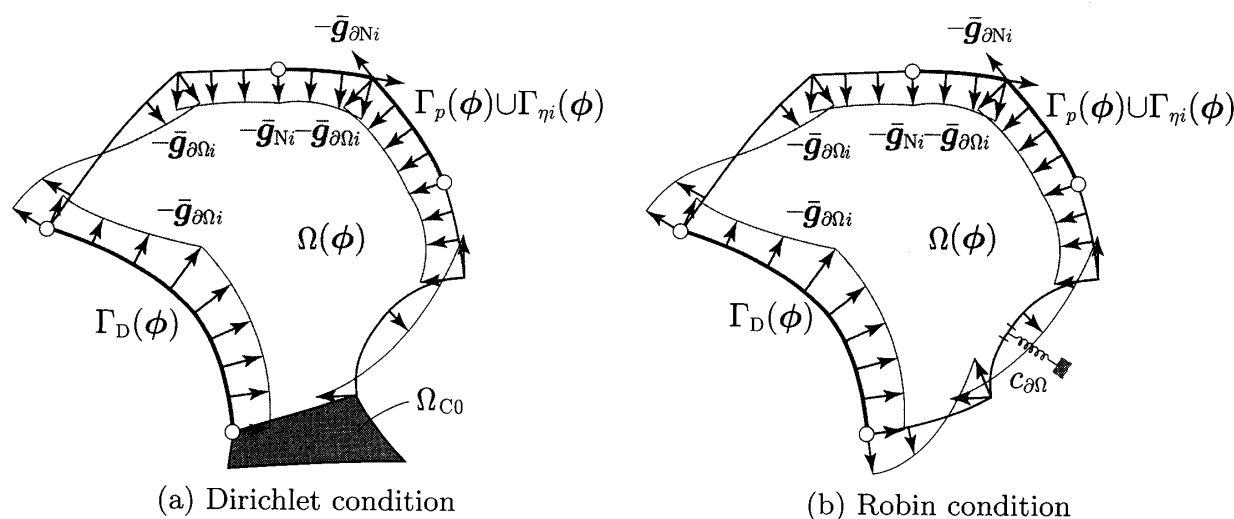 −ḡ∂Ni
Γp(ϕ)∪Γηi(ϕ)
−ḡ∂Ωi
−ḡNi−ḡ∂Ωi
−ḡ∂Ωi
Ω(ϕ)
ΓD(ϕ)
ΩC0
(a) Dirichlet condition
−ḡ∂Ni
Γp(ϕ)∪Γηi(ϕ)
−ḡ∂Ωi
−ḡNi−ḡ∂Ωi
−ḡ∂Ωi
Ω(ϕ)
ΓD(ϕ)
c∂Ω
(b) Robin condition